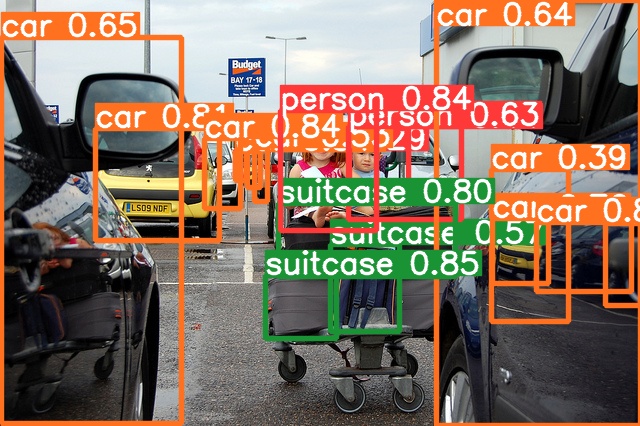 car 0.65
car 0.64
Budget
BAY 17-18
person 0.84
person 0.63
car 0.81
car 0.84
car 0.39
suitcase 0.80
LS09 NDF
car 0.8
suitcase 0.57
suitcase 0.85